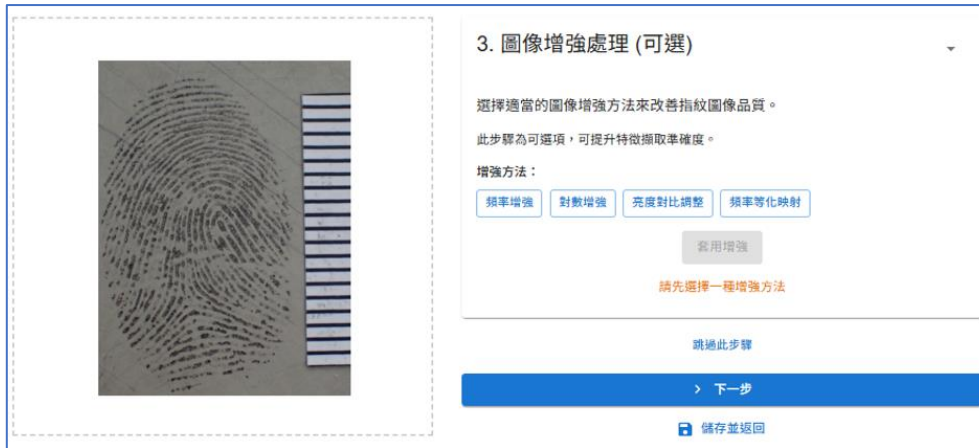 3. 圖像增強處理 (可選)
選擇適當的圖像增強方法來改善指紋圖像品質。
此步驟為可選項，可提升特徵擷取準確度。
增強方法：
頻率增強 對數增強 亮度對比調整 頻率等化映射
套用增強
請先選擇一種增強方法
跳過此步驟
下一步
儲存並返回